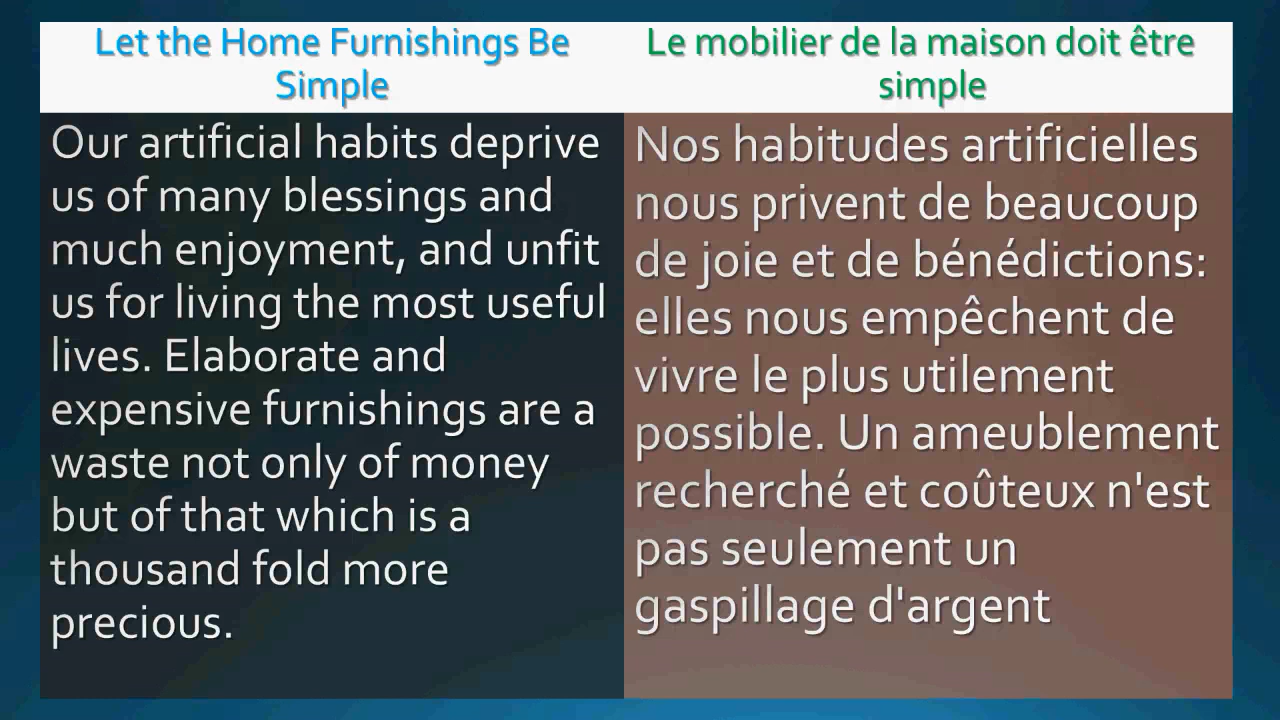 Let the Home Furnishings Be
Simple
Our artificial habits deprive
us of many blessings and
much enjoyment, and unfit
us for living the most useful
lives. Elaborate and
expensive furnishings are a
waste not only of money
but of that which is a
thousand fold more
precious.
Le mobilier de la maison doit être
simple
Nos habitudes artificielles
nous privent de beaucoup
de joie et de bénédictions:
elles nous empêchent de
vivre le plus utilement
possible. Un ameublement
recherché et coûteux n'est
pas seulement un
gaspillage d'argent